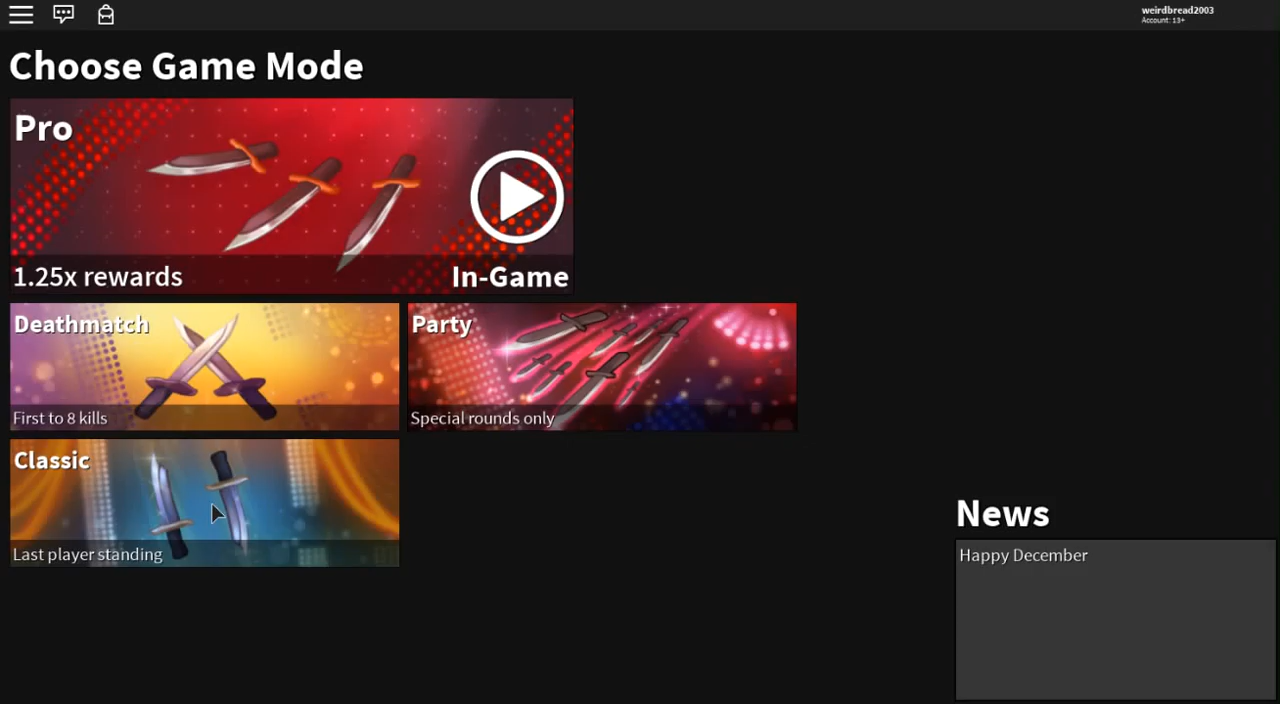 weirdbread2003
Account: 13+
Choose Game Mode
Pro
1.25x rewards
In-Game
Deathmatch
First to 8 kills
Party
Special rounds only
Classic
Last player standing
News
Happy December